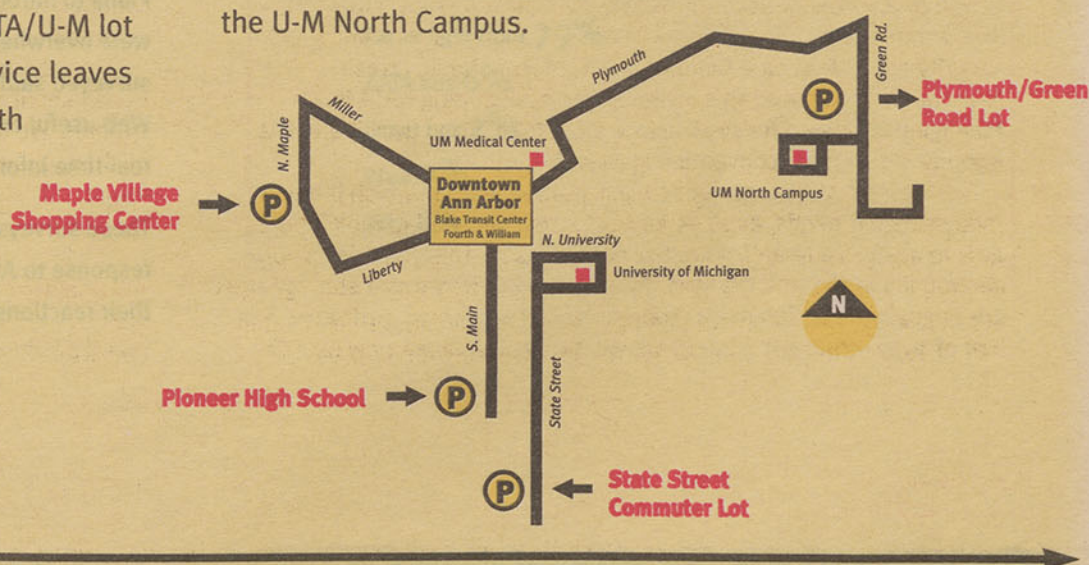 TA/U-M lot
vice leaves
th
the U-M North Campus.
Plymouth
Green Rd.
P
Plymouth/Green
Road Lot
Miller
N. Maple
UM Medical Center
UM North Campus
Maple Village
Shopping Center
P
Downtown
Ann Arbor
Blake Transit Center
Fourth & William
Liberty
N. University
University of Michigan
N
S. Main
State Street
Pioneer High School
P
P
State Street
Commuter Lot